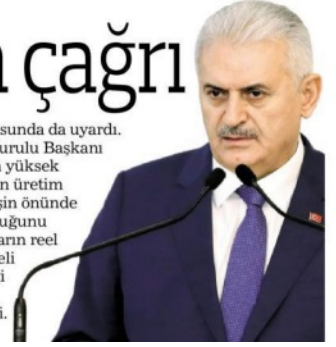 çağrı
sunda da uyardı.
urulu Başkanı
yüksek
n üretim
şin önünde
uğunu
arın reel
eli
i
i.